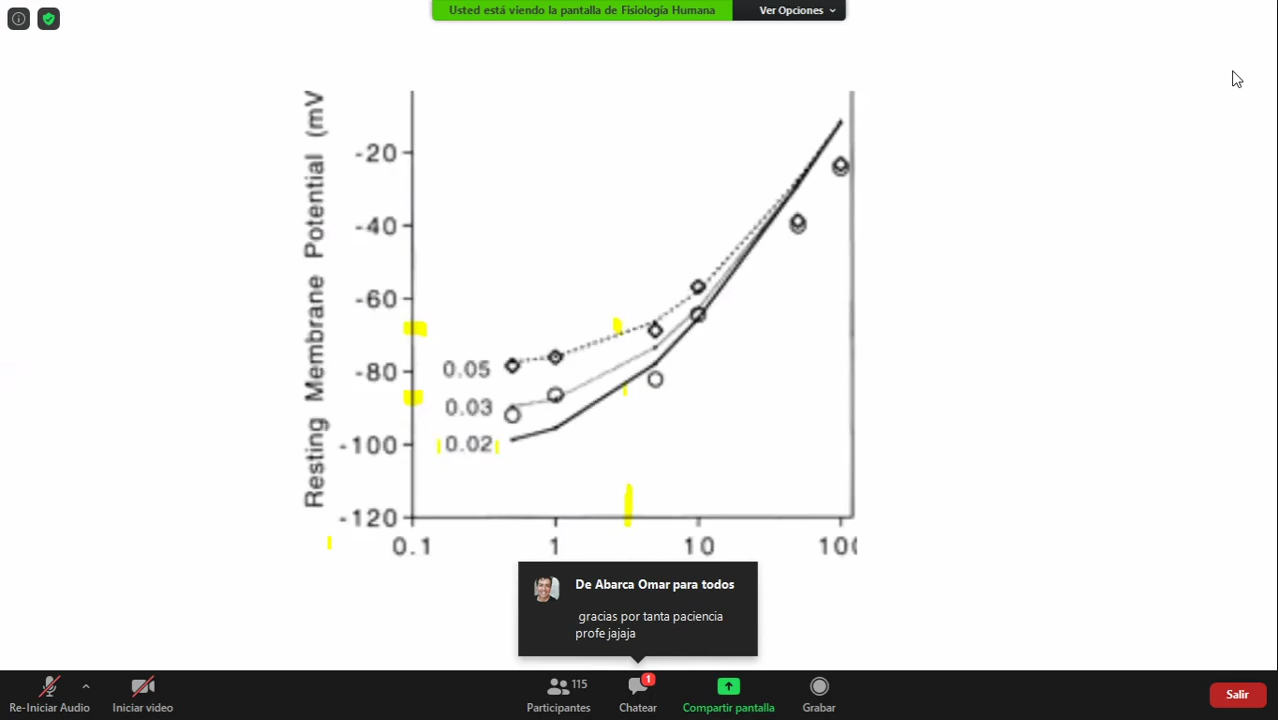 Usted está viendo la pantalla de Fisiología Humana
Ver Opciones
Resting Membrane Potential (mV
-20
-40
-60
-80
-100
-120
0.05
0.03
0.02
0.1
1
10
100
De Abarca Omar para todos
gracias por tanta paciencia
profe jajaja
Re-Iniciar Audio
Iniciar video
115
Participantes
1
Chatear
Compartir pantalla
Grabar
Salir